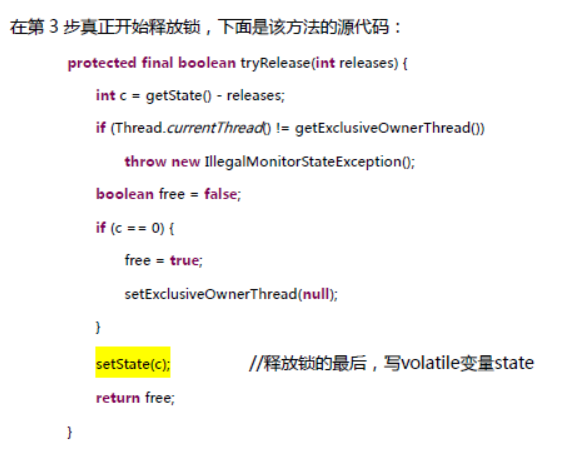 在第 3 步真正开始释放锁，下面是该方法的源代码：
protected final boolean tryRelease(int releases) {
int c = getState() - releases;
if (Thread.currentThread() != getExclusiveOwnerThread())
throw new IllegalMonitorStateException();
boolean free = false;
if (c == 0) {
free = true;
setExclusiveOwnerThread(null);
}
setState(c); //释放锁的最后，写volatile变量state
return free;
}